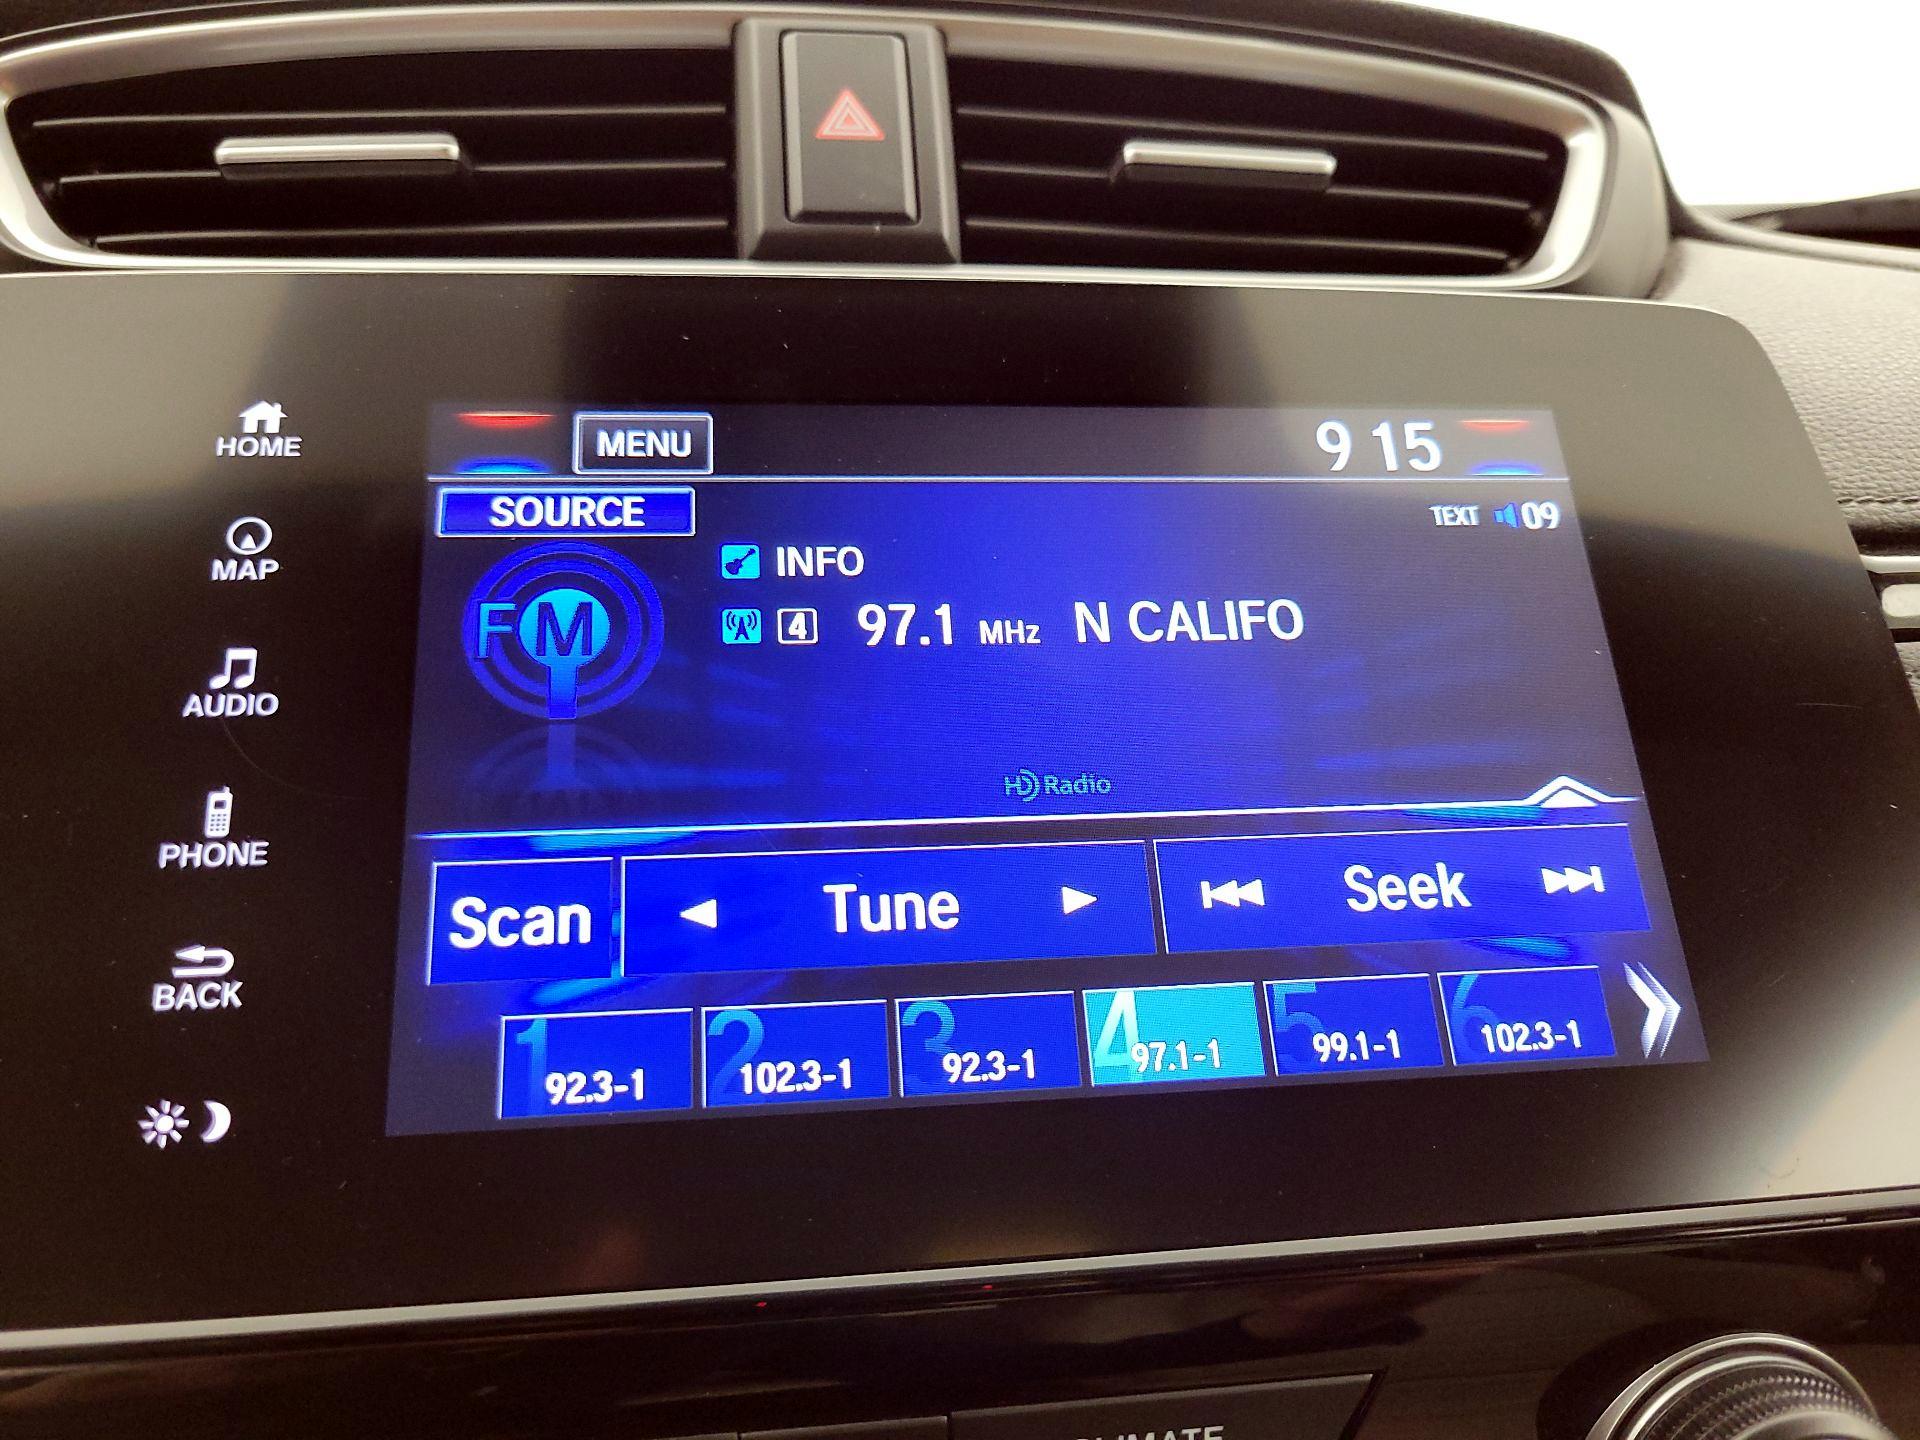 MENU
9 15
SOURCE
TEXT 09
INFO
FM
4 97.1 MHz N CALIFO
HD Radio
Scan
Tune
Seek
1 92.3-1
2 102.3-1
3 92.3-1
4 97.1-1
5 99.1-1
6 102.3-1
HOME
MAP
AUDIO
PHONE
BACK
CLIMATE